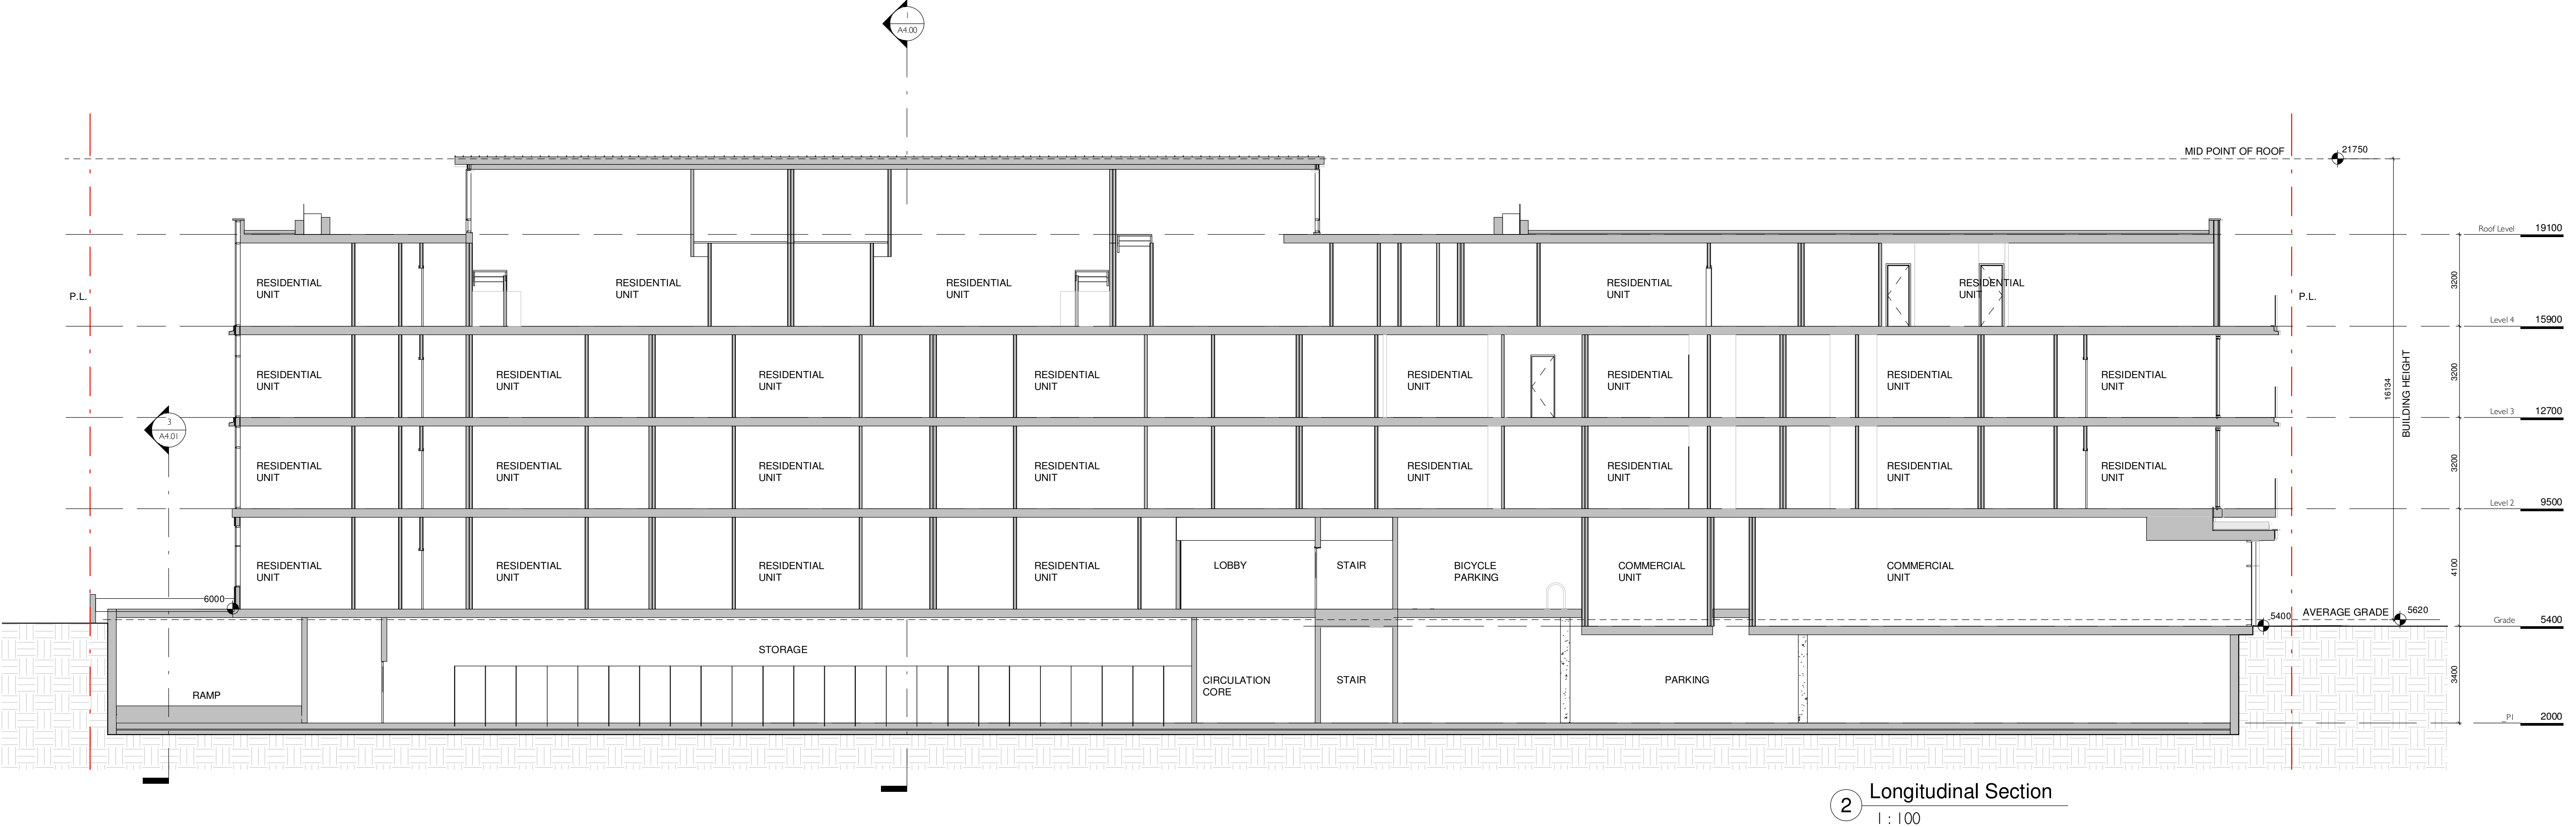 1
A4.00
MID POINT OF ROOF
21750
Roof Level 19100
RESIDENTIAL
UNIT
RESIDENTIAL
UNIT
RESIDENTIAL
UNIT
RESIDENTIAL
UNIT
RESIDENTIAL
UNIT
P.L.
P.L.
3200
Level 4 15900
RESIDENTIAL
UNIT
RESIDENTIAL
UNIT
RESIDENTIAL
UNIT
RESIDENTIAL
UNIT
RESIDENTIAL
UNIT
RESIDENTIAL
UNIT
RESIDENTIAL
UNIT
RESIDENTIAL
UNIT
16134
BUILDING HEIGHT
3200
Level 3 12700
3
A4.01
RESIDENTIAL
UNIT
RESIDENTIAL
UNIT
RESIDENTIAL
UNIT
RESIDENTIAL
UNIT
RESIDENTIAL
UNIT
RESIDENTIAL
UNIT
RESIDENTIAL
UNIT
RESIDENTIAL
UNIT
3200
Level 2 9500
RESIDENTIAL
UNIT
RESIDENTIAL
UNIT
RESIDENTIAL
UNIT
RESIDENTIAL
UNIT
LOBBY
STAIR
BICYCLE
PARKING
COMMERCIAL
UNIT
COMMERCIAL
UNIT
4100
6000
5400
AVERAGE GRADE
5620
Grade 5400
STORAGE
RAMP
CIRCULATION
CORE
STAIR
PARKING
3400
_P1 2000
2
Longitudinal Section
1 : 100